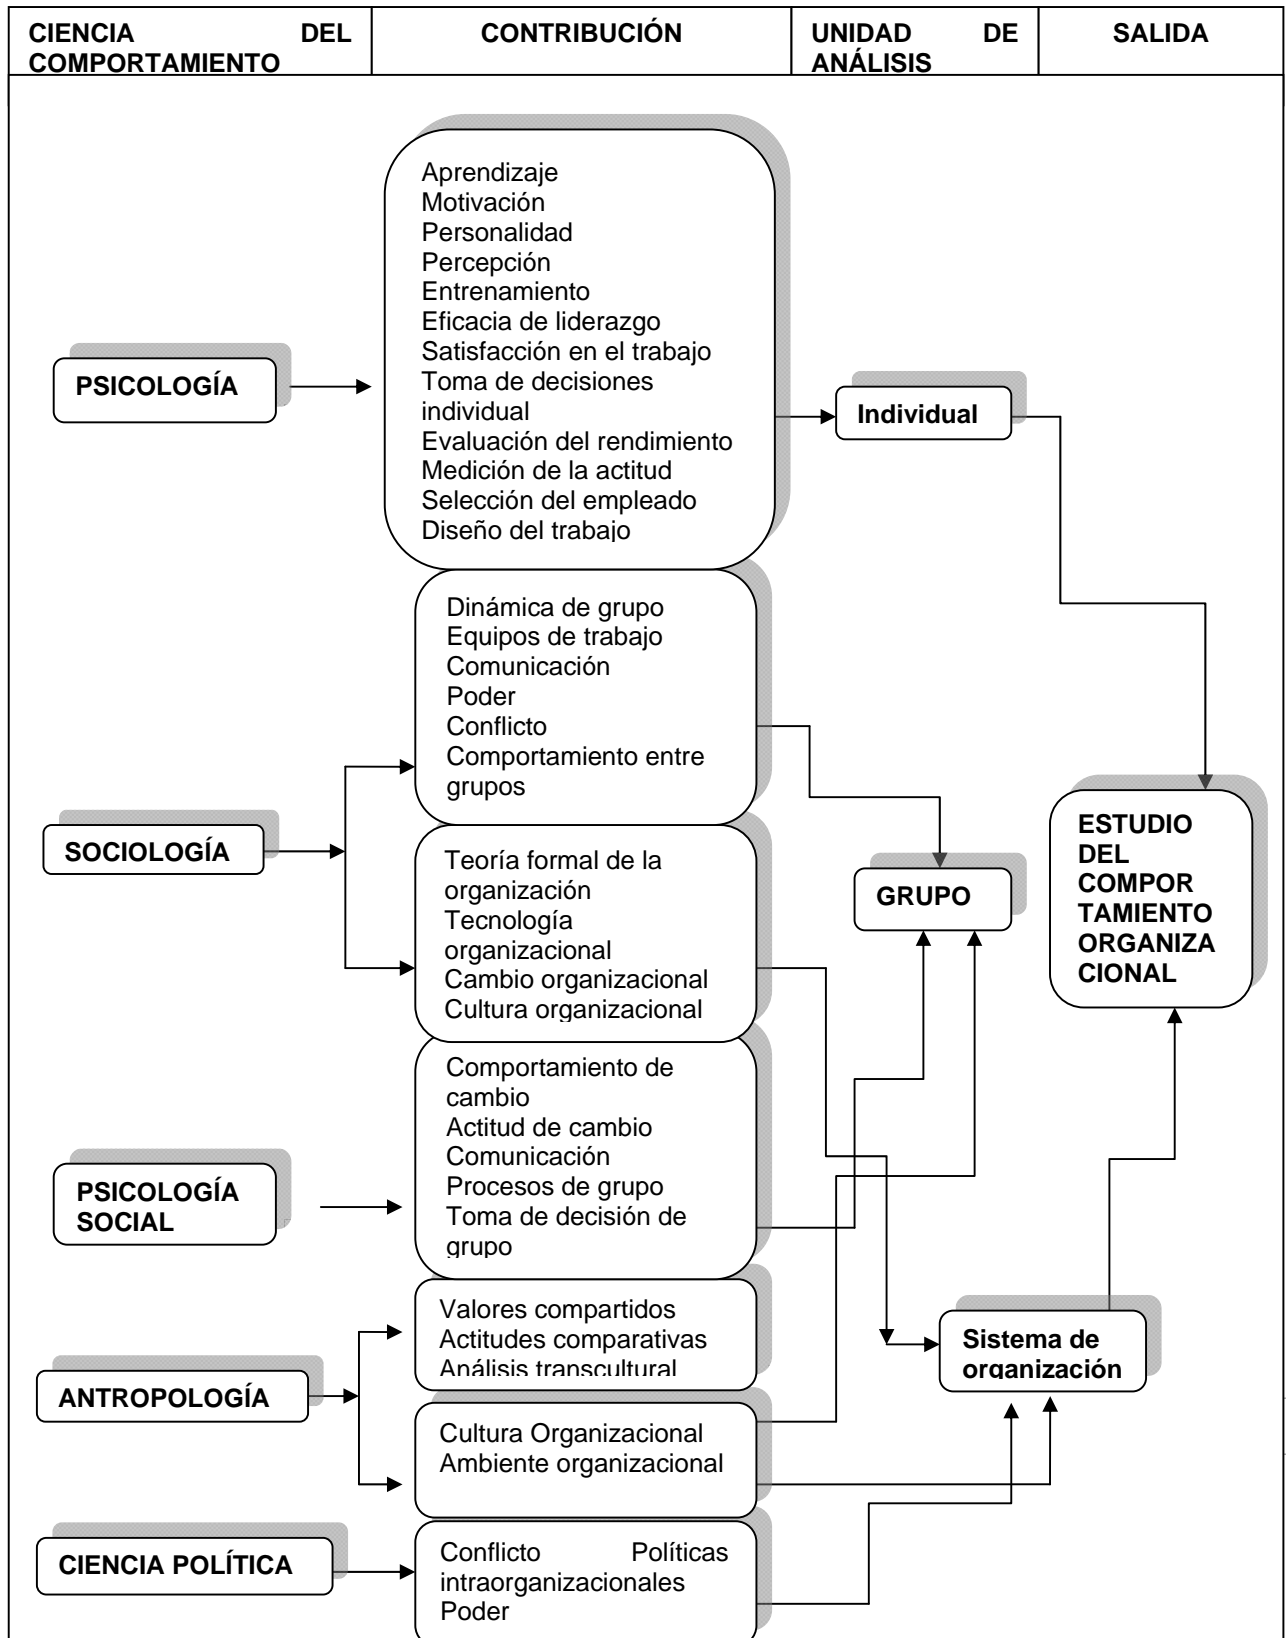 CIENCIA DEL
COMPORTAMIENTO
CONTRIBUCIÓN
UNIDAD DE
ANÁLISIS
SALIDA
PSICOLOGÍA
Aprendizaje
Motivación
Personalidad
Percepción
Entrenamiento
Eficacia de liderazgo
Satisfacción en el trabajo
Toma de decisiones
individual
Evaluación del rendimiento
Medición de la actitud
Selección del empleado
Diseño del trabajo
Individual
SOCIOLOGÍA
Dinámica de grupo
Equipos de trabajo
Comunicación
Poder
Conflicto
Comportamiento entre
grupos
Teoría formal de la
organización
Tecnología
organizacional
Cambio organizacional
Cultura organizacional
GRUPO
ESTUDIO
DEL
COMPOR
TAMIENTO
ORGANIZA
CIONAL
PSICOLOGÍA
SOCIAL
Comportamiento de
cambio
Actitud de cambio
Comunicación
Procesos de grupo
Toma de decisión de
grupo
ANTROPOLOGÍA
Valores compartidos
Actitudes comparativas
Análisis transcultural
Cultura Organizacional
Ambiente organizacional
Sistema de
organización
CIENCIA POLÍTICA
Conflicto Políticas
intraorganizacionales
Poder